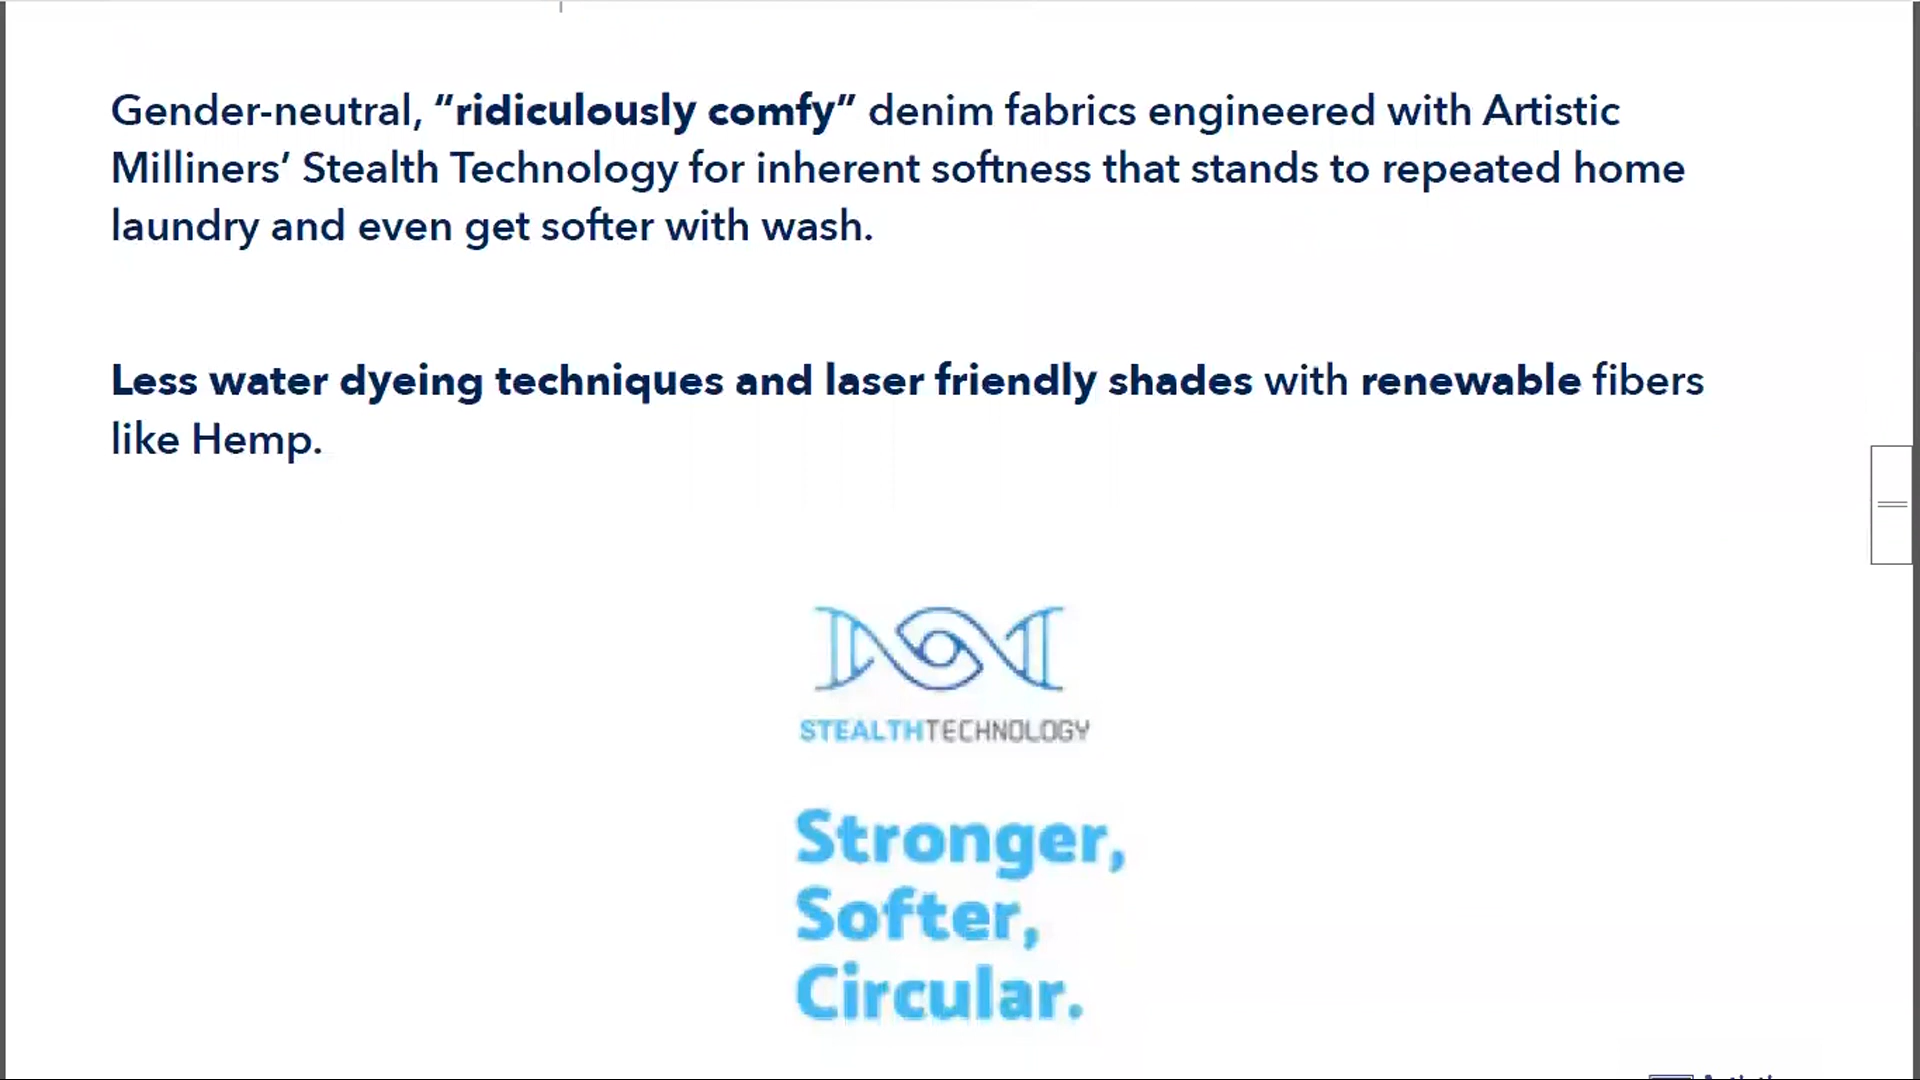 Gender-neutral, “ridiculously comfy” denim fabrics engineered with Artistic
Milliners’ Stealth Technology for inherent softness that stands to repeated home
laundry and even get softer with wash.
Less water dyeing techniques and laser friendly shades with renewable fibers
like Hemp.
STEALTHTECHNOLOGY
Stronger,
Softer,
Circular.